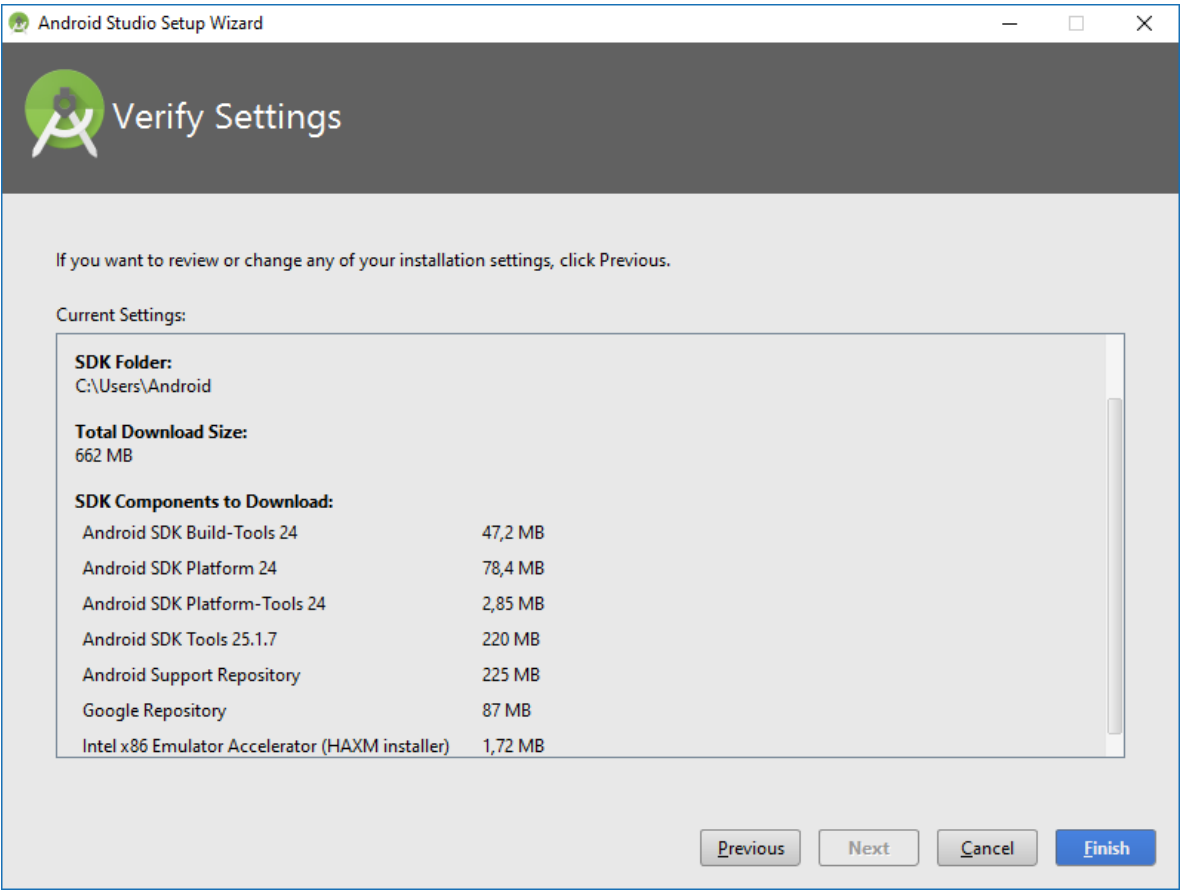 Android Studio Setup Wizard
Verify Settings
If you want to review or change any of your installation settings, click Previous.
Current Settings:
SDK Folder:
C:\Users\Android
Total Download Size:
662 MB
SDK Components to Download:
Android SDK Build-Tools 24 47,2 MB
Android SDK Platform 24 78,4 MB
Android SDK Platform-Tools 24 2,85 MB
Android SDK Tools 25.1.7 220 MB
Android Support Repository 225 MB
Google Repository 87 MB
Intel x86 Emulator Accelerator (HAXM installer) 1,72 MB
Previous Next Cancel Finish